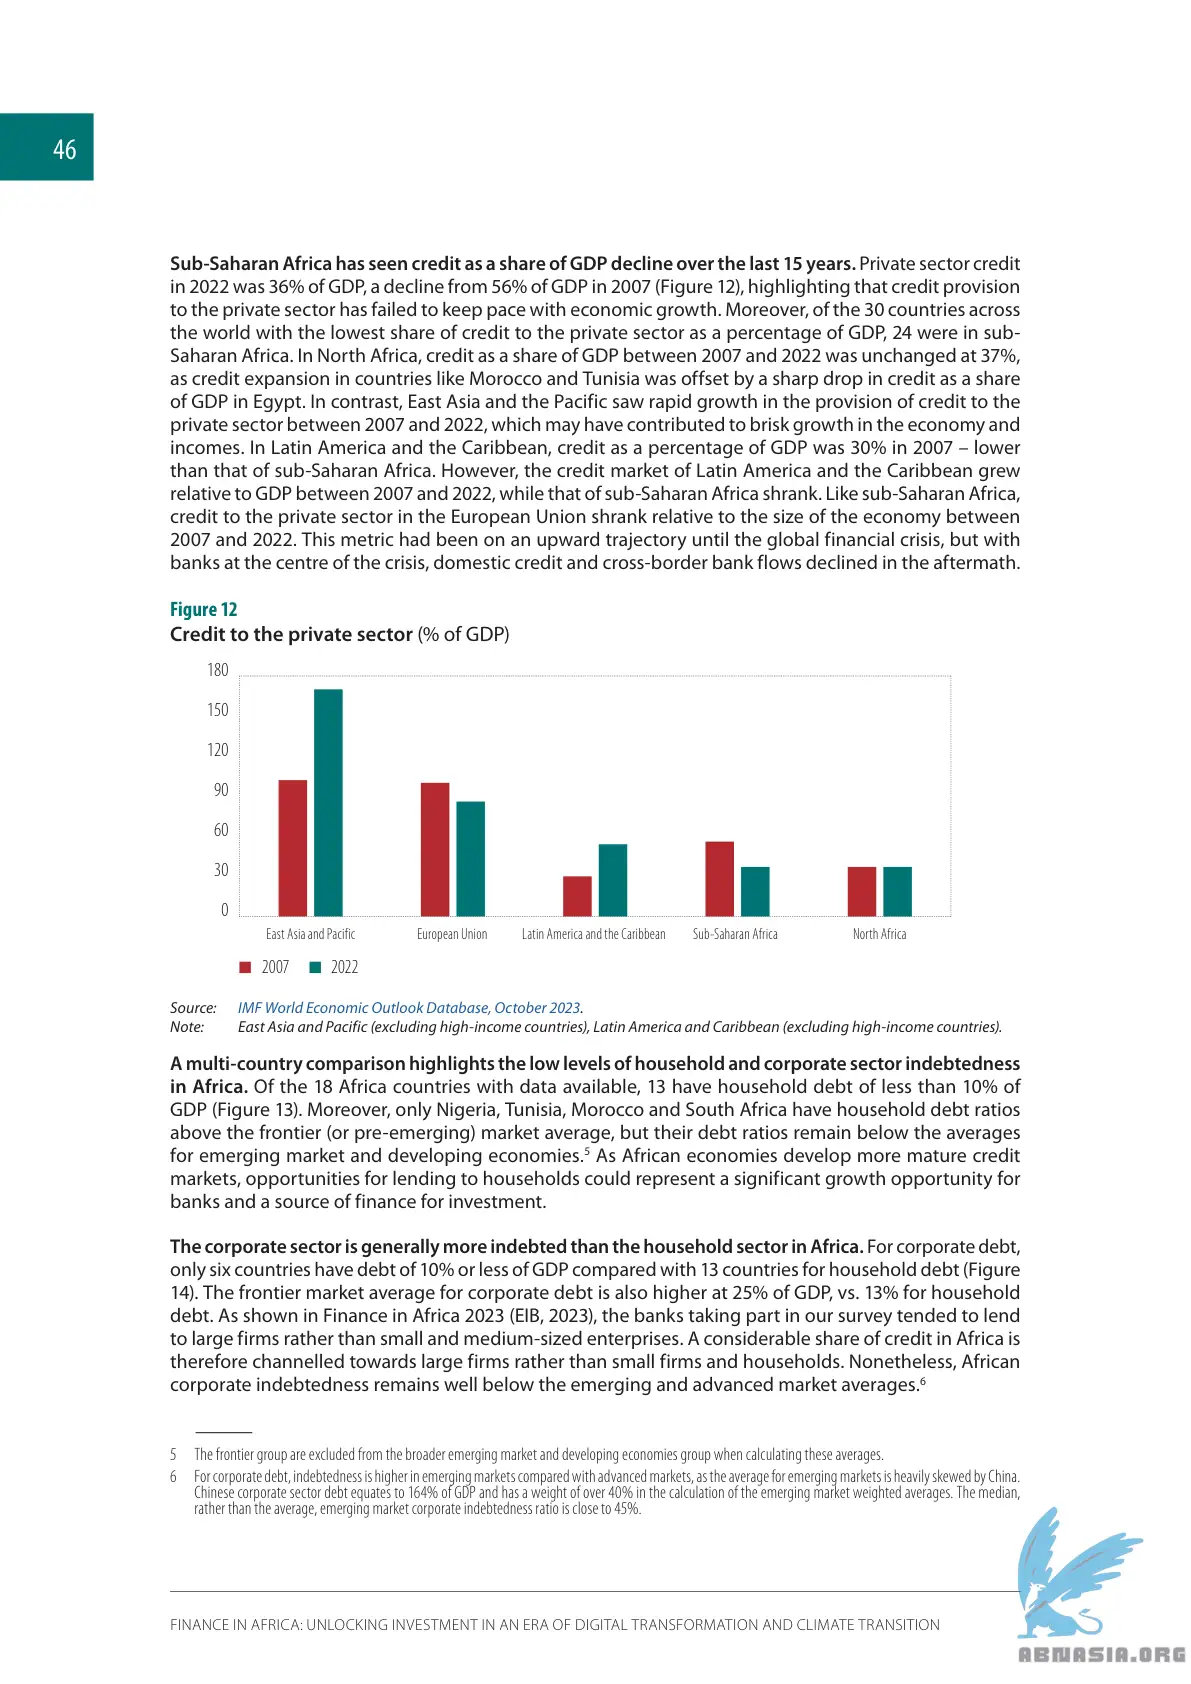 46
Sub-Saharan Africa has seen credit as a share of GDP decline over the last 15 years. Private sector credit
in 2022 was 36% of GDP, a decline from 56% of GDP in 2007 (Figure 12), highlighting that credit provision
to the private sector has failed to keep pace with economic growth. Moreover, of the 30 countries across
the world with the lowest share of credit to the private sector as a percentage of GDP, 24 were in sub-
Saharan Africa. In North Africa, credit as a share of GDP between 2007 and 2022 was unchanged at 37%,
as credit expansion in countries like Morocco and Tunisia was offset by a sharp drop in credit as a share
of GDP in Egypt. In contrast, East Asia and the Pacific saw rapid growth in the provision of credit to the
private sector between 2007 and 2022, which may have contributed to brisk growth in the economy and
incomes. In Latin America and the Caribbean, credit as a percentage of GDP was 30% in 2007 – lower
than that of sub-Saharan Africa. However, the credit market of Latin America and the Caribbean grew
relative to GDP between 2007 and 2022, while that of sub-Saharan Africa shrank. Like sub-Saharan Africa,
credit to the private sector in the European Union shrank relative to the size of the economy between
2007 and 2022. This metric had been on an upward trajectory until the global financial crisis, but with
banks at the centre of the crisis, domestic credit and cross-border bank flows declined in the aftermath.
Figure 12
Credit to the private sector (% of GDP)
180
150
120
90
60
30
0
East Asia and Pacific European Union Latin America and the Caribbean Sub-Saharan Africa North Africa
2007 2022
Source: IMF World Economic Outlook Database, October 2023.
Note: East Asia and Pacific (excluding high-income countries), Latin America and Caribbean (excluding high-income countries).
A multi-country comparison highlights the low levels of household and corporate sector indebtedness
in Africa. Of the 18 Africa countries with data available, 13 have household debt of less than 10% of
GDP (Figure 13). Moreover, only Nigeria, Tunisia, Morocco and South Africa have household debt ratios
above the frontier (or pre-emerging) market average, but their debt ratios remain below the averages
for emerging market and developing economies.5 As African economies develop more mature credit
markets, opportunities for lending to households could represent a significant growth opportunity for
banks and a source of finance for investment.
The corporate sector is generally more indebted than the household sector in Africa. For corporate debt,
only six countries have debt of 10% or less of GDP compared with 13 countries for household debt (Figure
14). The frontier market average for corporate debt is also higher at 25% of GDP, vs. 13% for household
debt. As shown in Finance in Africa 2023 (EIB, 2023), the banks taking part in our survey tended to lend
to large firms rather than small and medium-sized enterprises. A considerable share of credit in Africa is
therefore channelled towards large firms rather than small firms and households. Nonetheless, African
corporate indebtedness remains well below the emerging and advanced market averages.6
5 The frontier group are excluded from the broader emerging market and developing economies group when calculating these averages.
6 For corporate debt, indebtedness is higher in emerging markets compared with advanced markets, as the average for emerging markets is heavily skewed by China.
Chinese corporate sector debt equates to 164% of GDP and has a weight of over 40% in the calculation of the emerging market weighted averages. The median,
rather than the average, emerging market corporate indebtedness ratio is close to 45%.
FINANCE IN AFRICA: UNLOCKING INVESTMENT IN AN ERA OF DIGITAL TRANSFORMATION AND CLIMATE TRANSITION
ABNASIA.ORG